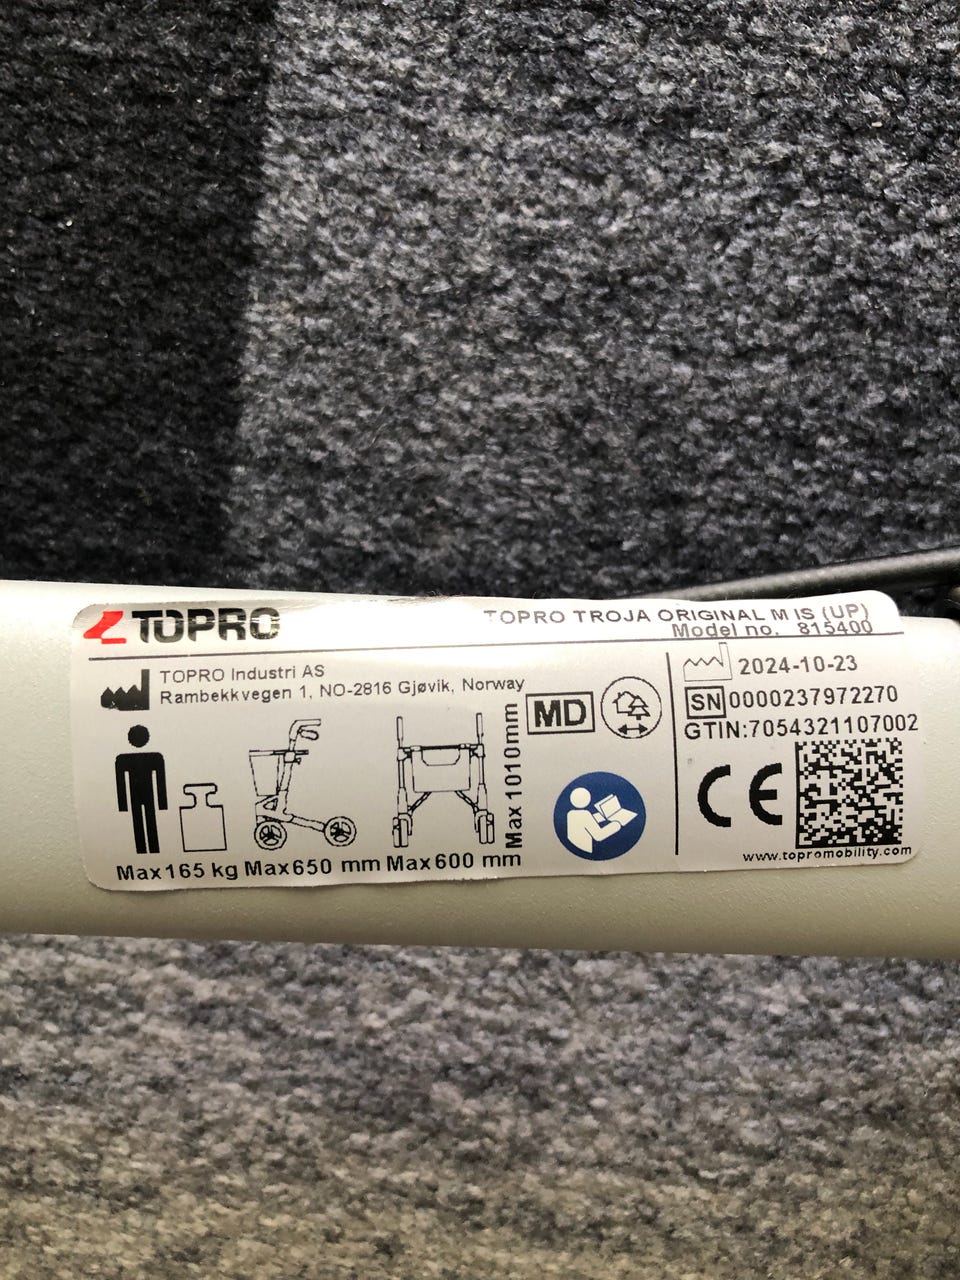 TOPRO
TOPRO TROJA ORIGINAL M IS (UP)
Model no. 815400
TOPRO Industri AS
Rambekkvegen 1, NO-2816 Gjøvik, Norway
MD
Max 165 kg
Max 650 mm
Max 600 mm
Max 1010mm
2024-10-23
SN 0000237972270
GTIN:7054321107002
CE
www.topromobility.com